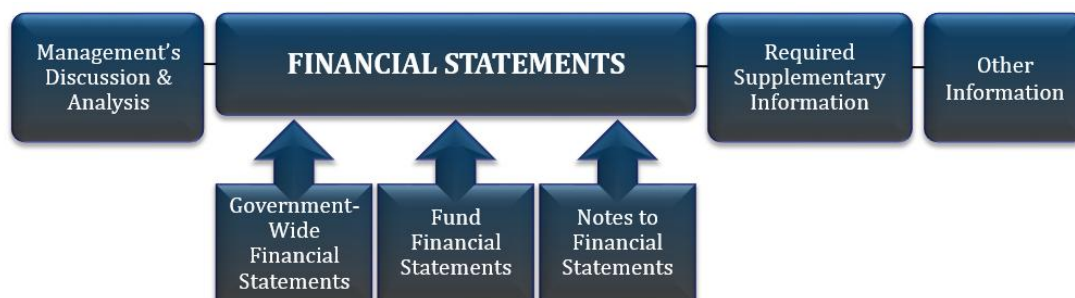 Management's
Discussion &
Analysis
FINANCIAL STATEMENTS
Required
Supplementary
Information
Other
Information
Government-
Wide
Financial
Statements
Fund
Financial
Statements
Notes to
Financial
Statements